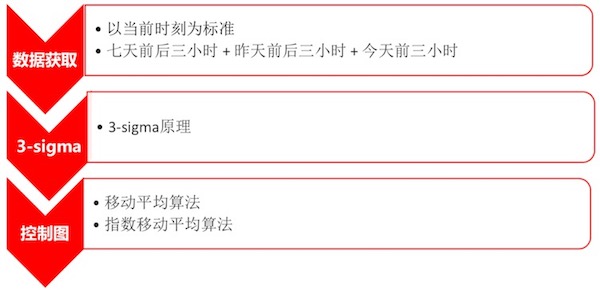 数据获取
• 以当前时刻为标准
• 七天前后三小时 + 昨天前后三小时 + 今天前三小时
3-sigma
• 3-sigma原理
控制图
• 移动平均算法
• 指数移动平均算法